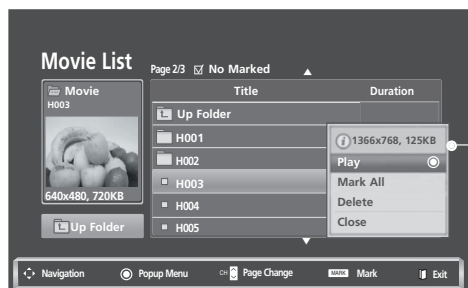 Movie List
Page 2/3 No Marked
Movie
H003
640x480, 720KB
Up Folder
Title Duration
Up Folder
H001
H002
H003
H004
H005
1366x768, 125KB
Play
Mark All
Delete
Close
Navigation Popup Menu CH Page Change MARK Mark Exit